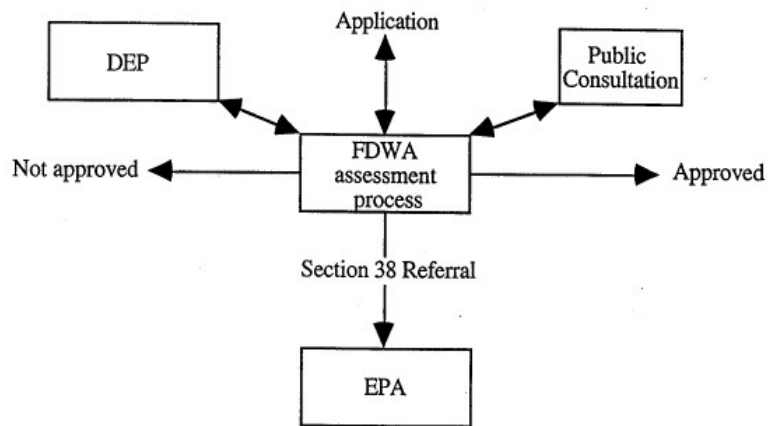 Application
DEP
Public
Consultation
FDWA
assessment
process
Not approved
Approved
Section 38 Referral
EPA